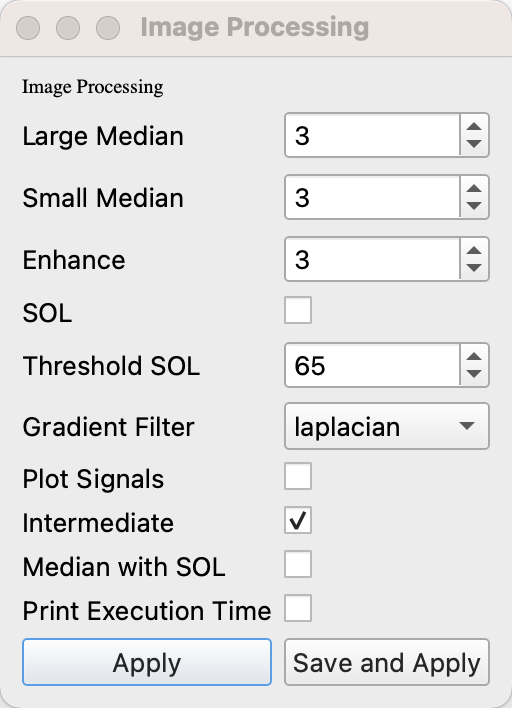 Image Processing
Image Processing
Large Median 3
Small Median 3
Enhance 3
SOL
Threshold SOL 65
Gradient Filter laplacian
Plot Signals
Intermediate
Median with SOL
Print Execution Time
Apply Save and Apply